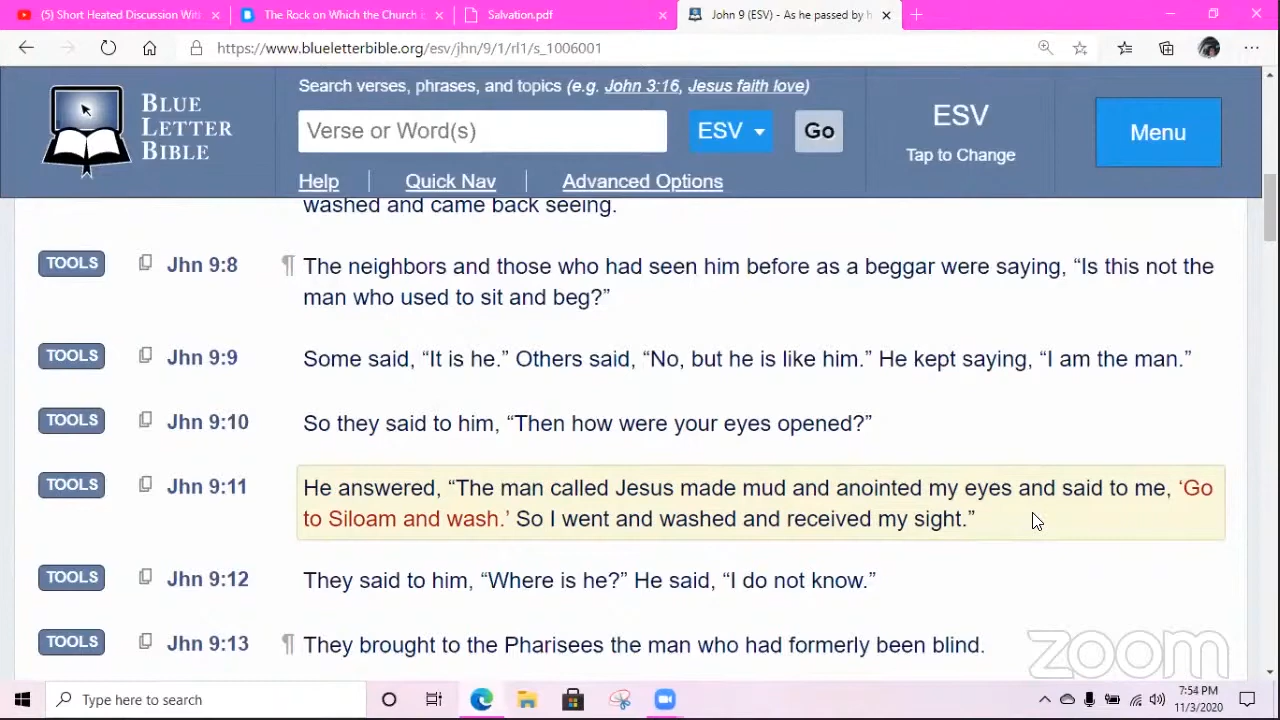 (5) Short Heated Discussion With
The Rock on Which the Church i
Salvation.pdf
John 9 (ESV) - As he passed by h
https://www.blueletterbible.org/esv/jhn/9/1/rl1/s_1006001
BLUE
LETTER
BIBLE
Search verses, phrases, and topics (e.g. John 3:16, Jesus faith love)
Verse or Word(s)
ESV
Go
Help
Quick Nav
Advanced Options
ESV
Tap to Change
Menu
washed and came back seeing.
TOOLS Jhn 9:8 ¶ The neighbors and those who had seen him before as a beggar were saying, “Is this not the
man who used to sit and beg?”
TOOLS Jhn 9:9 Some said, “It is he.” Others said, “No, but he is like him.” He kept saying, “I am the man.”
TOOLS Jhn 9:10 So they said to him, “Then how were your eyes opened?”
TOOLS Jhn 9:11 He answered, “The man called Jesus made mud and anointed my eyes and said to me, ‘Go
to Siloam and wash.’ So I went and washed and received my sight.”
TOOLS Jhn 9:12 They said to him, “Where is he?” He said, “I do not know.”
TOOLS Jhn 9:13 ¶ They brought to the Pharisees the man who had formerly been blind.
zoom
Type here to search
7:54 PM
11/3/2020